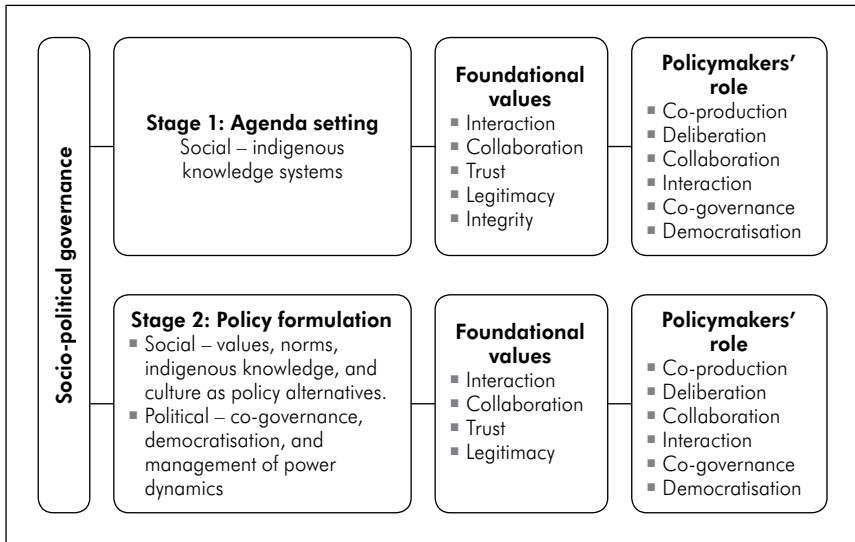 Socio-political governance
Stage 1: Agenda setting
Social – indigenous
knowledge systems
Foundational
values
■ Interaction
■ Collaboration
■ Trust
■ Legitimacy
■ Integrity
Policymakers'
role
■ Co-production
■ Deliberation
■ Collaboration
■ Interaction
■ Co-governance
■ Democratisation
Stage 2: Policy formulation
■ Social – values, norms,
indigenous knowledge, and
culture as policy alternatives.
■ Political – co-governance,
democratisation, and
management of power
dynamics
Foundational
values
■ Interaction
■ Collaboration
■ Trust
■ Legitimacy
Policymakers'
role
■ Co-production
■ Deliberation
■ Collaboration
■ Interaction
■ Co-governance
■ Democratisation